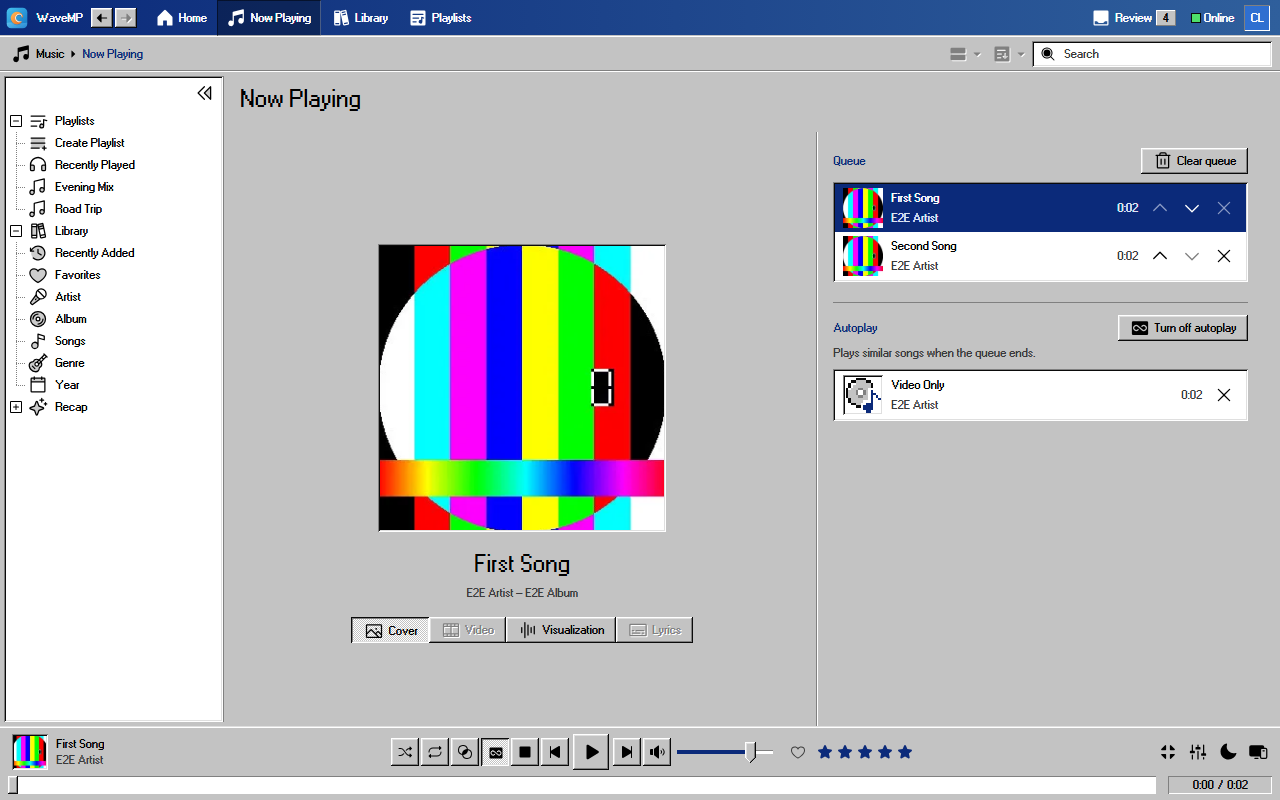 WaveMP
Home
Now Playing
Library
Playlists
Review 4
Online
CL
Music
Now Playing
Search
Playlists
Create Playlist
Recently Played
Evening Mix
Road Trip
Library
Recently Added
Favorites
Artist
Album
Songs
Genre
Year
Recap
Now Playing
First Song
E2E Artist – E2E Album
Cover
Video
Visualization
Lyrics
Queue
Clear queue
First Song
E2E Artist
0:02
Second Song
E2E Artist
0:02
Autoplay
Turn off autoplay
Plays similar songs when the queue ends.
Video Only
E2E Artist
0:02
First Song
E2E Artist
0:00 / 0:02